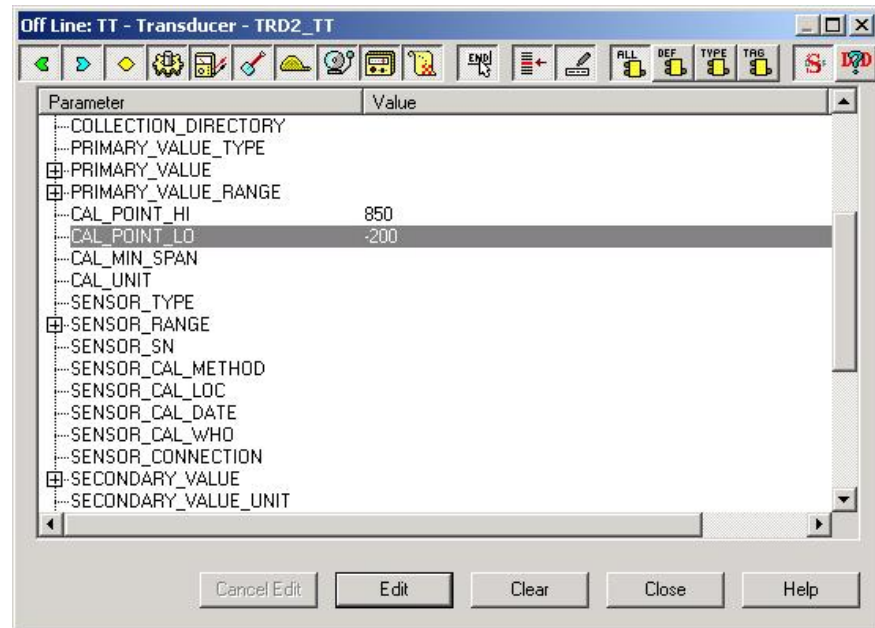 Off Line: TT - Transducer - TRD2_TT
END ALL DEF TYPE TAG S
Parameter Value
COLLECTION_DIRECTORY
PRIMARY_VALUE_TYPE
PRIMARY_VALUE
PRIMARY_VALUE_RANGE
CAL_POINT_HI 850
CAL_POINT_LO -200
CAL_MIN_SPAN
CAL_UNIT
SENSOR_TYPE
SENSOR_RANGE
SENSOR_SN
SENSOR_CAL_METHOD
SENSOR_CAL_LOC
SENSOR_CAL_DATE
SENSOR_CAL_WHO
SENSOR_CONNECTION
SECONDARY_VALUE
SECONDARY_VALUE_UNIT
Cancel Edit Edit Clear Close Help